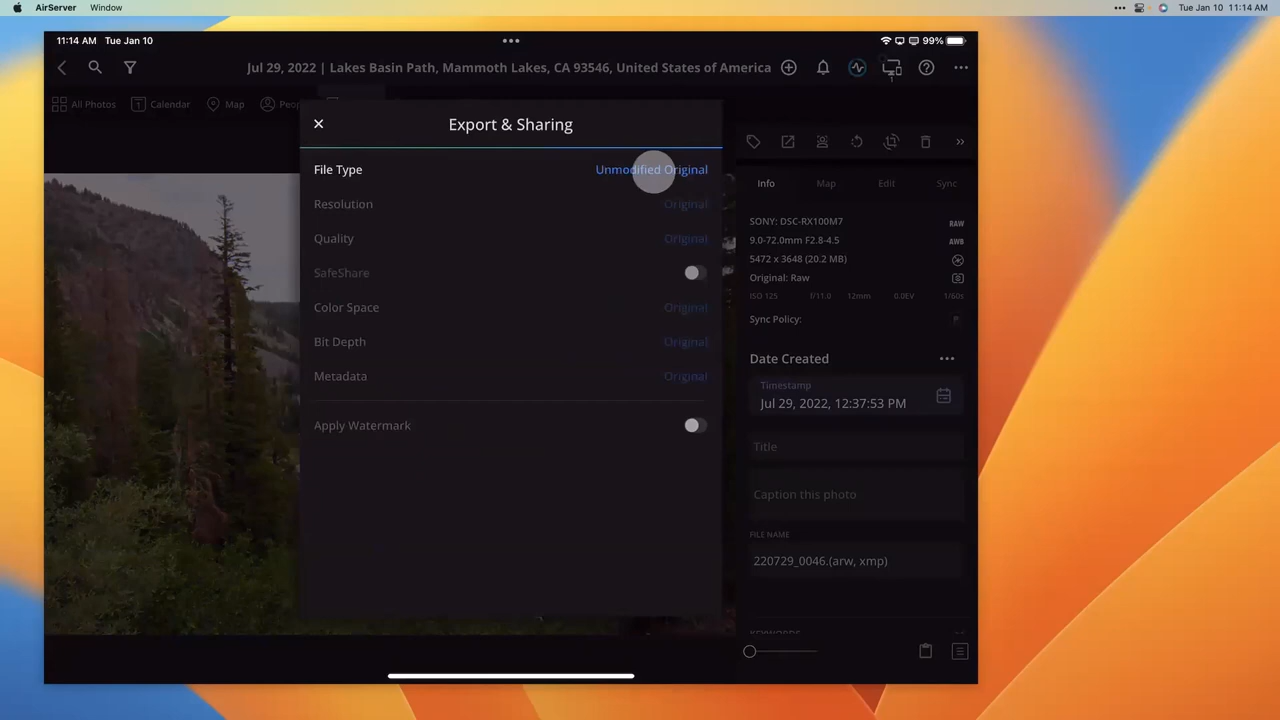 AirServer Window Tue Jan 10 11:14 AM
11:14 AM Tue Jan 10 99%
Jul 29, 2022 | Lakes Basin Path, Mammoth Lakes, CA 93546, United States of America
All Photos Calendar Map Peop
Export & Sharing
File Type Unmodified Original
Resolution Original
Quality Original
SafeShare
Color Space Original
Bit Depth Original
Metadata Original
Apply Watermark
Info Map Edit Sync
SONY: DSC-RX100M7 RAW
9.0-72.0mm F2.8-4.5 AWB
5472 x 3648 (20.2 MB)
Original: Raw
ISO 125 f/11.0 12mm 0.0EV 1/60s
Sync Policy:
Date Created
Timestamp
Jul 29, 2022, 12:37:53 PM
Title
Caption this photo
FILE NAME
220729_0046.(arw, xmp)
KEYWORDS